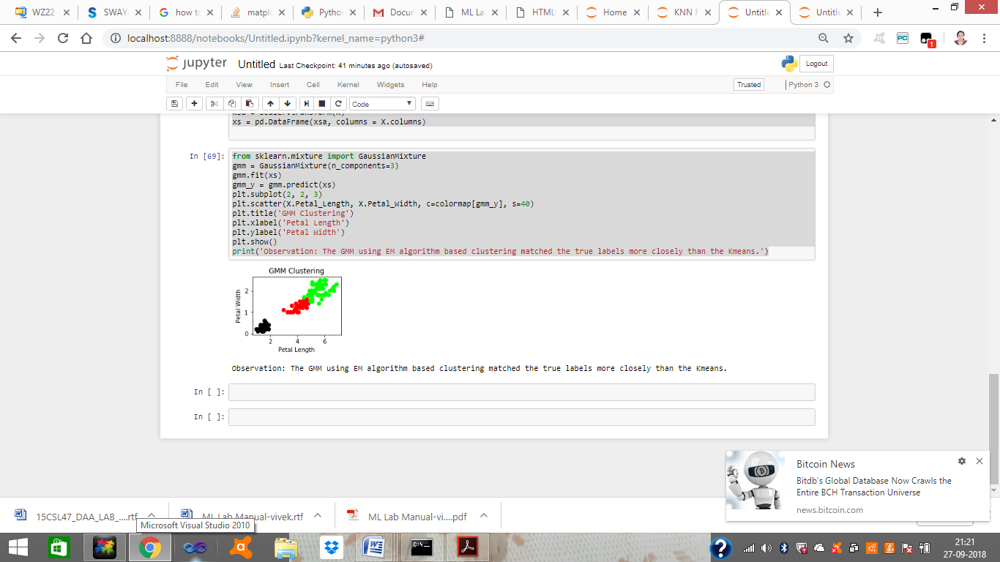 WZ22
SWAY
how to
matplo
Python
Docum
ML La
HTML
Home
KNN F
Untitle
Untitle
localhost:8888/notebooks/Untitled.ipynb?kernel_name=python3#
PC
1
jupyter Untitled Last Checkpoint: 41 minutes ago (autosaved)
Logout
File Edit View Insert Cell Kernel Widgets Help
Trusted
Python 3
Code
xs = pd.DataFrame(xsa, columns = X.columns)
In [69]:
from sklearn.mixture import GaussianMixture
gmm = GaussianMixture(n_components=3)
gmm.fit(xs)
gmm_y = gmm.predict(xs)
plt.subplot(2, 2, 3)
plt.scatter(X.Petal_Length, X.Petal_Width, c=colormap[gmm_y], s=40)
plt.title('GMM Clustering')
plt.xlabel('Petal Length')
plt.ylabel('Petal Width')
plt.show()
print('Observation: The GMM using EM algorithm based clustering matched the true labels more closely than the Kmeans.')
GMM Clustering
Petal Width
2
1
0
2 4 6
Petal Length
Observation: The GMM using EM algorithm based clustering matched the true labels more closely than the Kmeans.
In [ ]:
In [ ]:
Bitcoin News
Bitdb's Global Database Now Crawls the
Entire BCH Transaction Universe
news.bitcoin.com
15CSL47_DAA_LAB_....rtf
ML Lab Manual-vivek.rtf
ML Lab Manual-vi....pdf
Microsoft Visual Studio 2010
21:21
27-09-2018